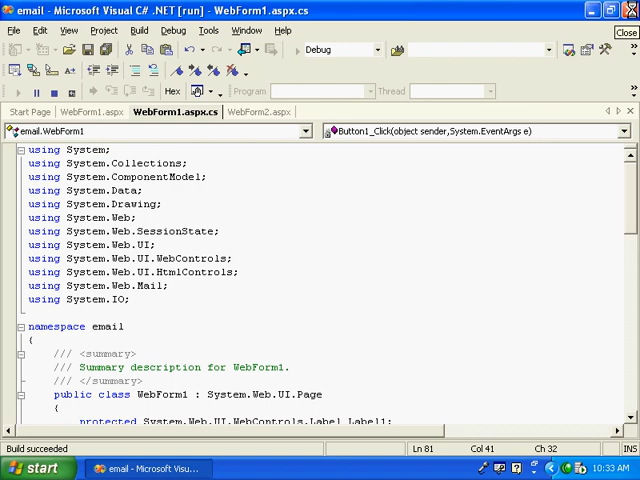 email - Microsoft Visual C# .NET [run] - WebForm1.aspx.cs
Close
File Edit View Project Build Debug Tools Window Help
Debug
Hex Program Thread
Start Page WebForm1.aspx WebForm1.aspx.cs WebForm2.aspx
email.WebForm1 Button1_Click(object sender,System.EventArgs e)
using System;
using System.Collections;
using System.ComponentModel;
using System.Data;
using System.Drawing;
using System.Web;
using System.Web.SessionState;
using System.Web.UI;
using System.Web.UI.WebControls;
using System.Web.UI.HtmlControls;
using System.Web.Mail;
using System.IO;
namespace email
{
/// <summary>
/// Summary description for WebForm1.
/// </summary>
public class WebForm1 : System.Web.UI.Page
{
protected System.Web.UI.WebControls.Label Label1;
Build succeeded Ln 81 Col 41 Ch 32 INS
start email - Microsoft Visu... 10:33 AM